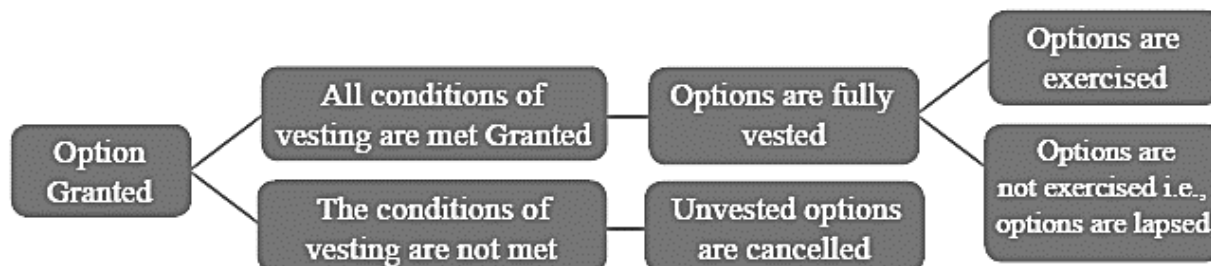 Option
Granted
All conditions of
vesting are met Granted
The conditions of
vesting are not met
Options are fully
vested
Unvested options
are cancelled
Options are
exercised
Options are
not exercised i.e.,
options are lapsed